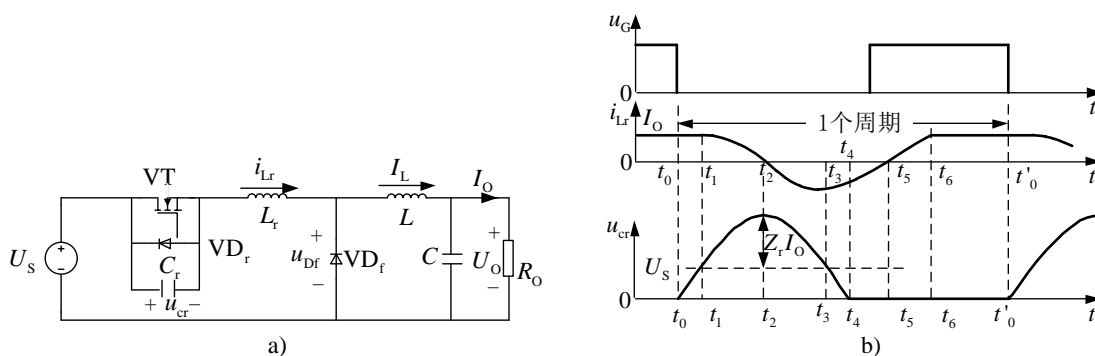 VT
i_Lr
L_r
VD_r
C_r
+ u_cr −
U_S
+
−
I_L
L
I_O
+
u_Df
−
VD_f
C
+
U_O
−
R_O
a)
u_G
0
t
i_Lr
I_O
1个周期
0
t_0 t_1 t_2 t_3 t_4 t_5 t_6 t'_0 t
u_cr
Z_rI_O
U_S
0
t_0 t_1 t_2 t_3 t_4 t_5 t_6 t'_0 t
b)